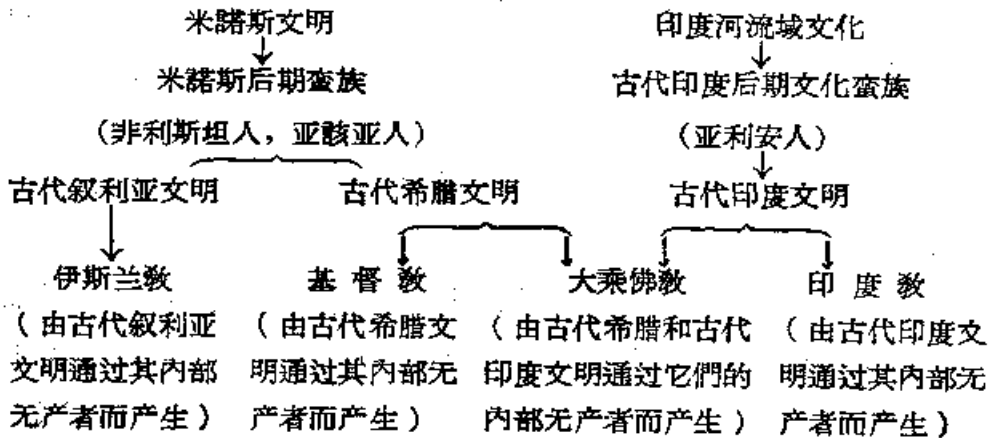 米諾斯文明 印度河流域文化
米諾斯后期蛮族 古代印度后期文化蛮族
（非利斯坦人，亚該亚人） （亚利安人）
古代叙利亚文明 古代希腊文明 古代印度文明
伊斯兰教 基督教 大乘佛教 印度教
（由古代叙利亚 （由古代希腊文 （由古代希腊和古代 （由古代印度文
文明通过其内部 明通过其内部无 印度文明通过它們的 明通过其内部无
无产者而产生） 产者而产生） 内部无产者而产生） 产者而产生）